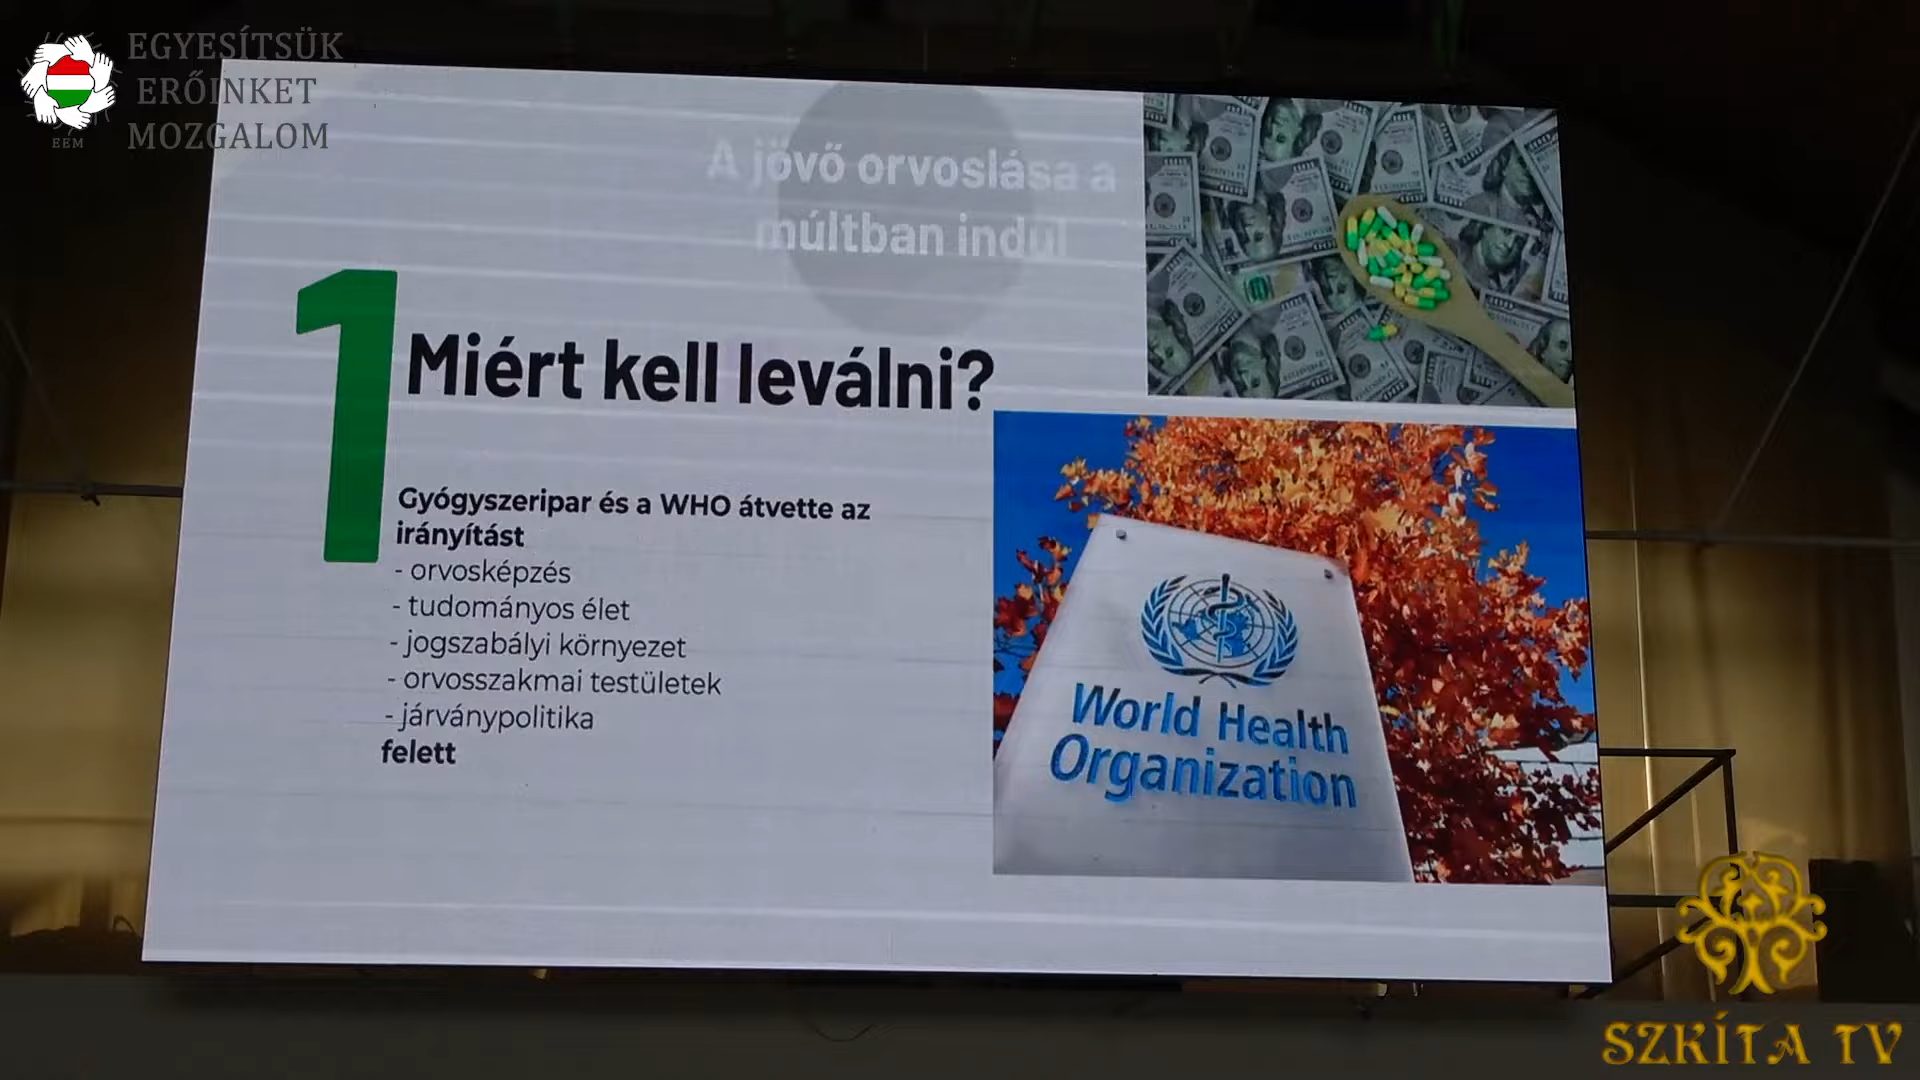 EGYESÍTSÜK
ERŐINKET
MOZGALOM
EEM
A jövő orvoslása a
múltban indul
1
Miért kell leválni?
Gyógyszeripar és a WHO átvette az
irányítást
- orvosképzés
- tudományos élet
- jogszabályi környezet
- orvosszakmai testületek
- járványpolitika
felett
World Health
Organization
SZKÍTA TV